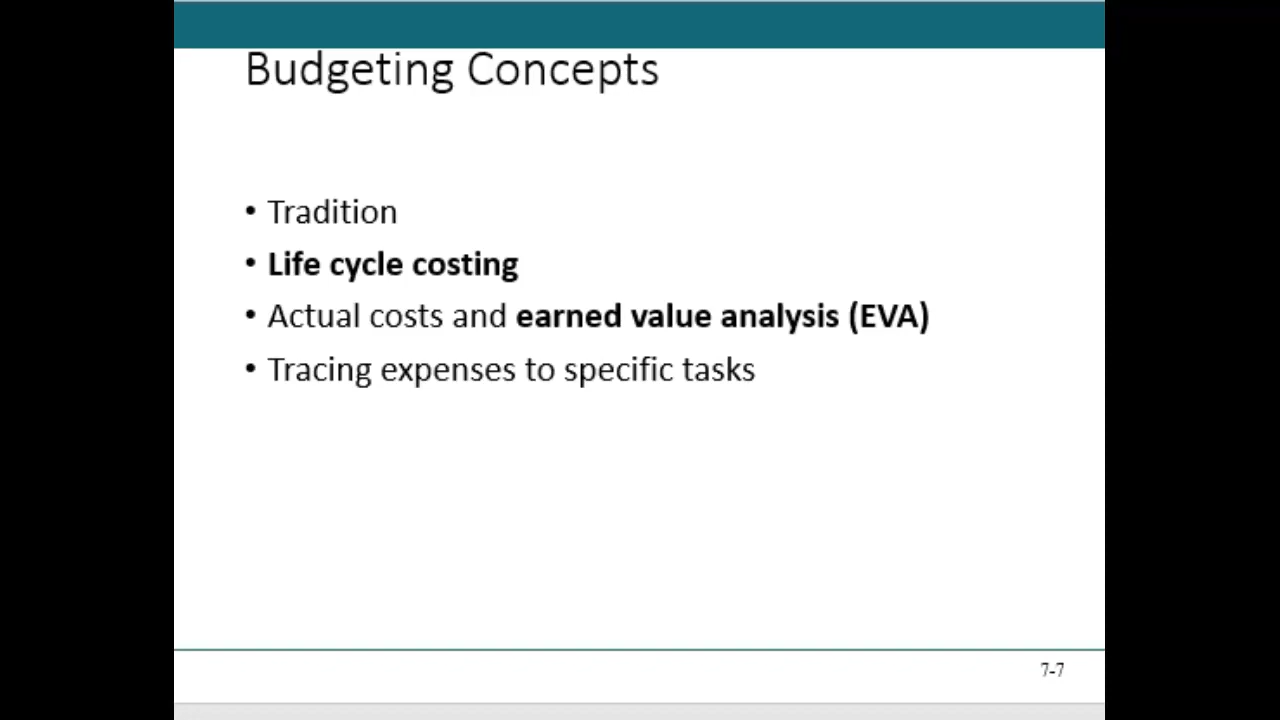 Budgeting Concepts
• Tradition
• Life cycle costing
• Actual costs and earned value analysis (EVA)
• Tracing expenses to specific tasks
7-7